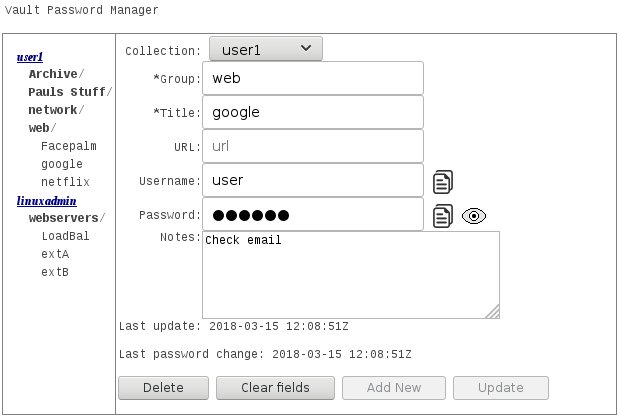 Vault Password Manager
user1
Archive/
Pauls Stuff/
network/
web/
Facepalm
google
netflix
linuxadmin
webservers/
LoadBal
extA
extB
Collection: user1
*Group: web
*Title: google
URL: url
Username: user
Password: ●●●●●●
Notes: Check email
Last update: 2018-03-15 12:08:51Z
Last password change: 2018-03-15 12:08:51Z
Delete Clear fields Add New Update